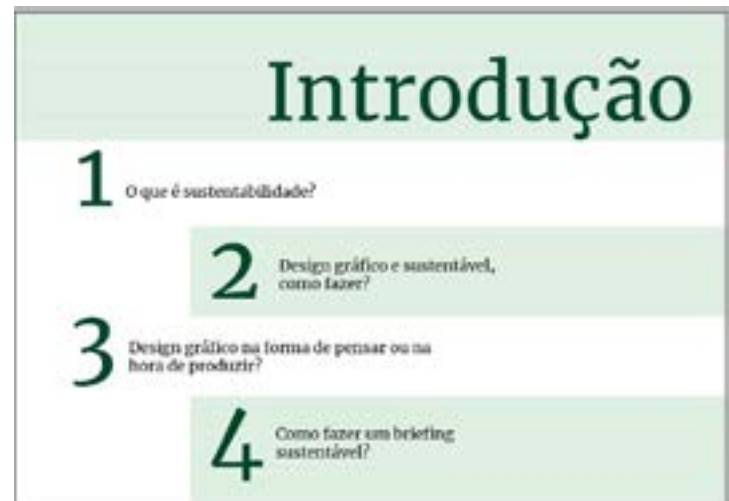 Introdução
1
O que é sustentabilidade?
2
Design gráfico e sustentável,
como fazer?
3
Design gráfico na forma de pensar ou na
hora de produzir?
4
Como fazer um briefing
sustentável?